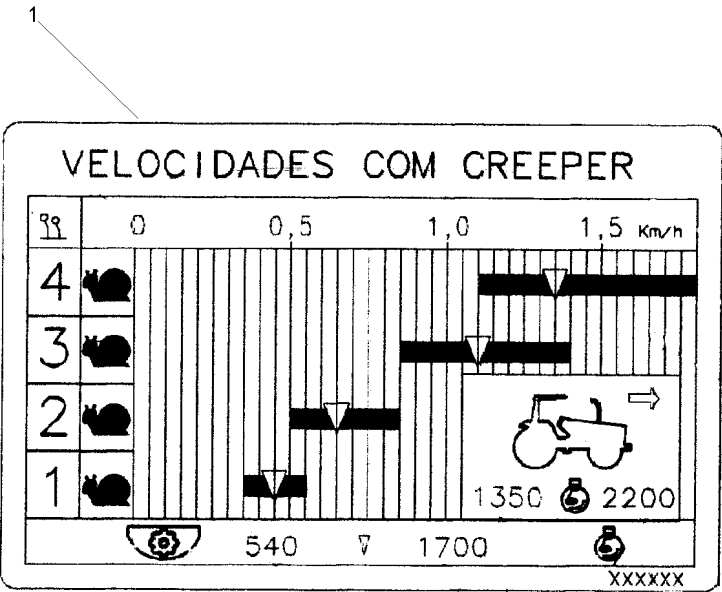 1
VELOCIDADES COM CREEPER
0 0,5 1,0 1,5 Km/h
4
3
2
1
1350 2200
540 1700
XXXXXX